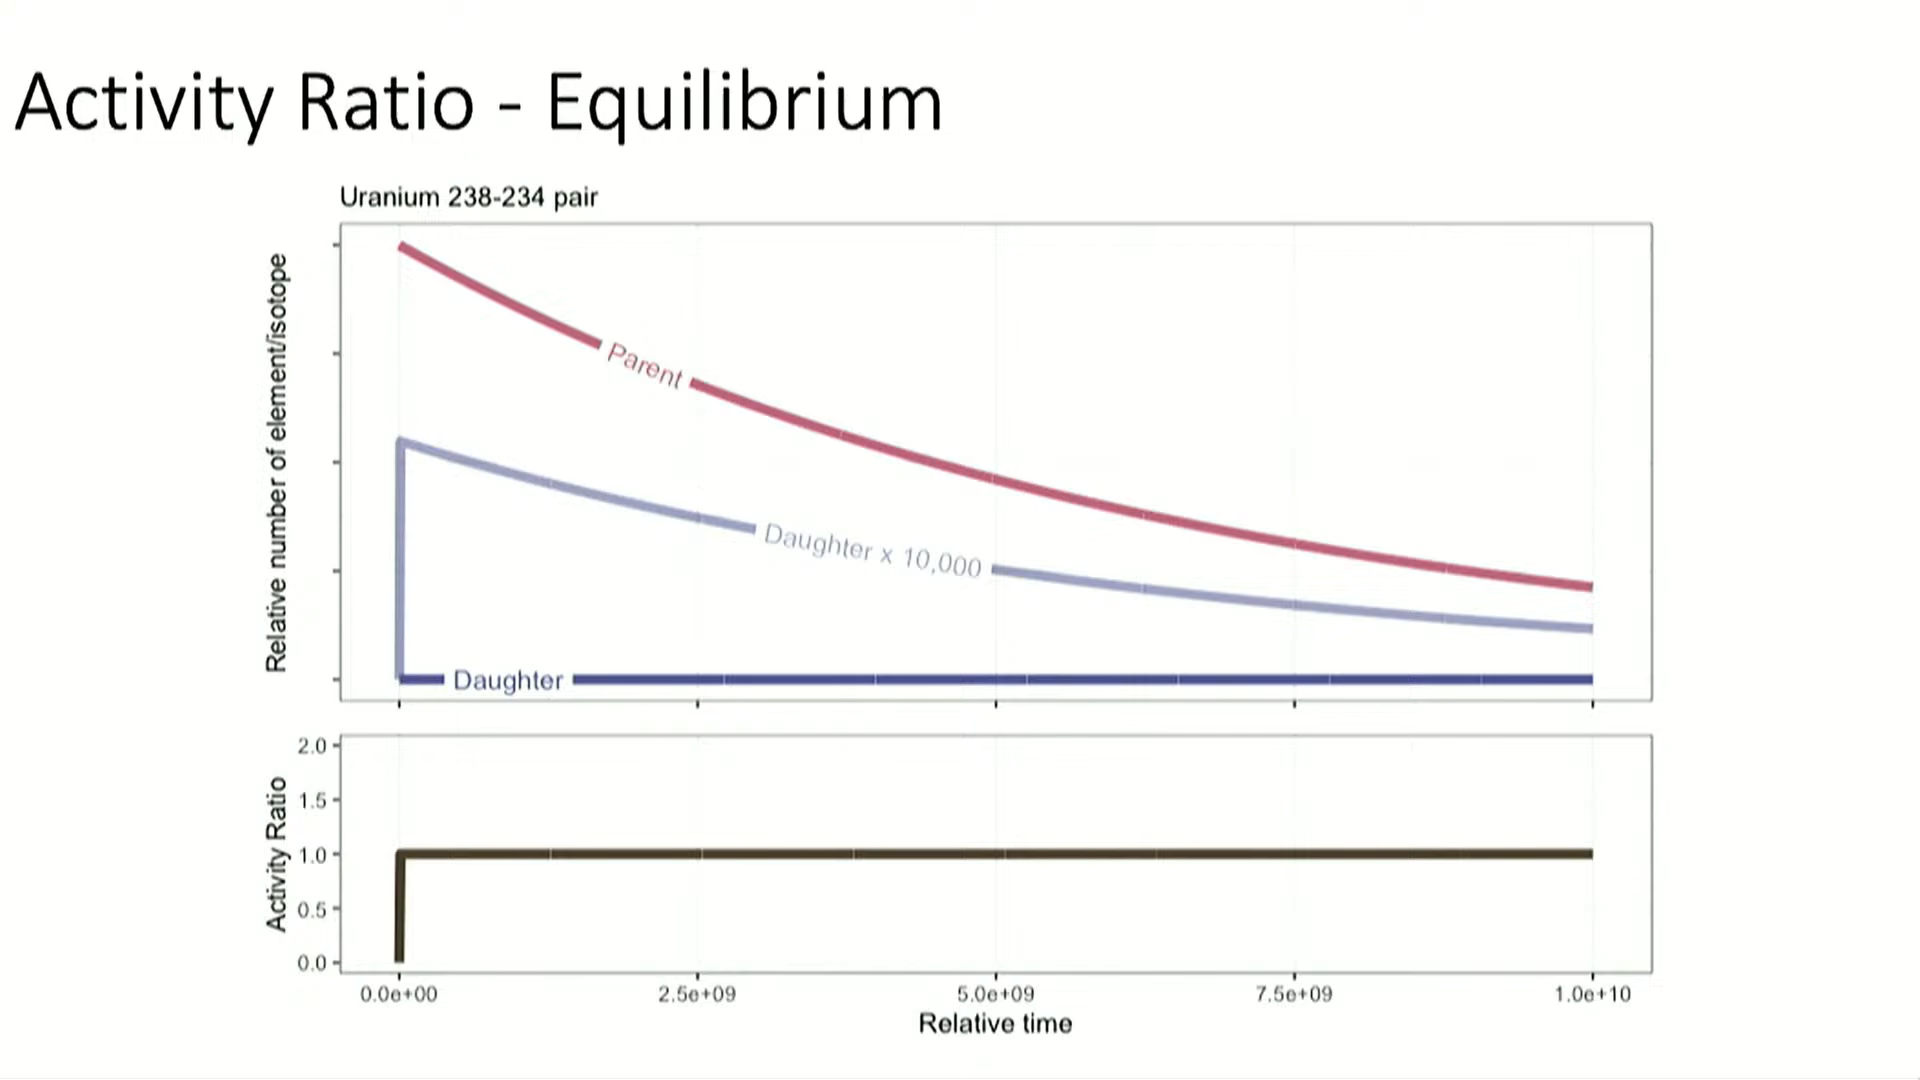 Activity Ratio - Equilibrium
Uranium 238-234 pair
Relative number of element/isotope
Parent
Daughter x 10,000
Daughter
Activity Ratio
2.0
1.5
1.0
0.5
0.0
0.0e+00 2.5e+09 5.0e+09 7.5e+09 1.0e+10
Relative time